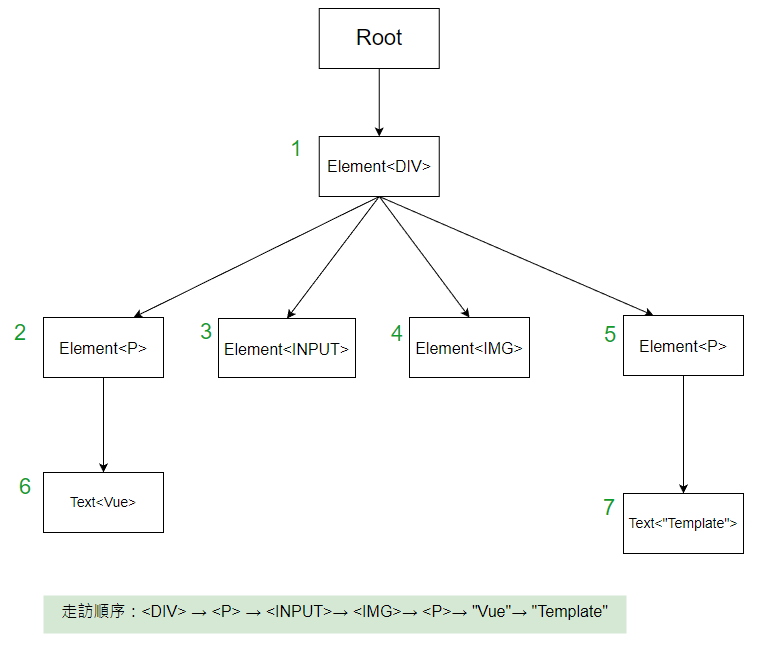 Root
1
Element<DIV>
2
Element<P>
3
Element<INPUT>
4
Element<IMG>
5
Element<P>
6
Text<Vue>
7
Text<"Template">
走訪順序：<DIV> → <P> → <INPUT>→ <IMG>→ <P>→ "Vue"→ "Template"